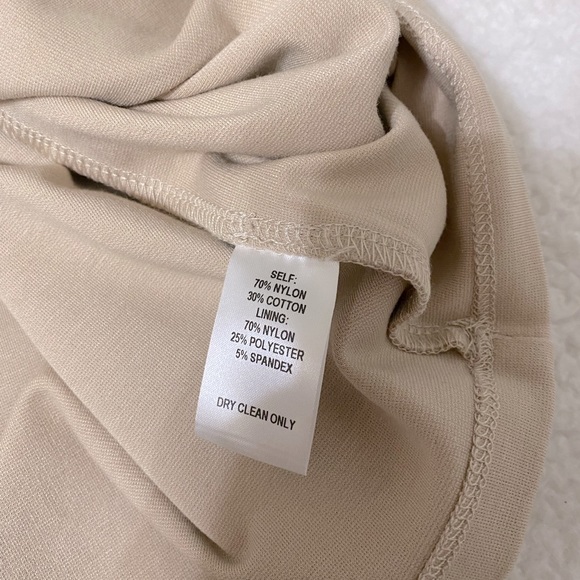 SELF:
70% NYLON
30% COTTON
LINING:
70% NYLON
25% POLYESTER
5% SPANDEX
DRY CLEAN ONLY